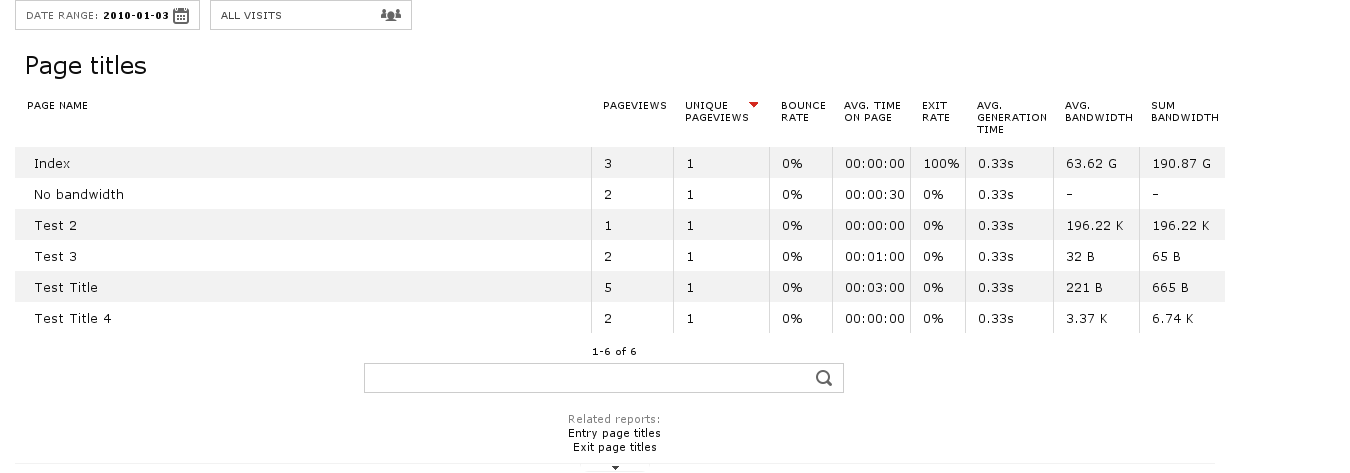 DATE RANGE: 2010-01-03 ALL VISITS
Page titles
PAGE NAME PAGEVIEWS UNIQUE PAGEVIEWS BOUNCE RATE AVG. TIME ON PAGE EXIT RATE AVG. GENERATION TIME AVG. BANDWIDTH SUM BANDWIDTH
Index 3 1 0% 00:00:00 100% 0.33s 63.62 G 190.87 G
No bandwidth 2 1 0% 00:00:30 0% 0.33s – –
Test 2 1 1 0% 00:00:00 0% 0.33s 196.22 K 196.22 K
Test 3 2 1 0% 00:01:00 0% 0.33s 32 B 65 B
Test Title 5 1 0% 00:03:00 0% 0.33s 221 B 665 B
Test Title 4 2 1 0% 00:00:00 0% 0.33s 3.37 K 6.74 K
1-6 of 6
Related reports:
Entry page titles
Exit page titles